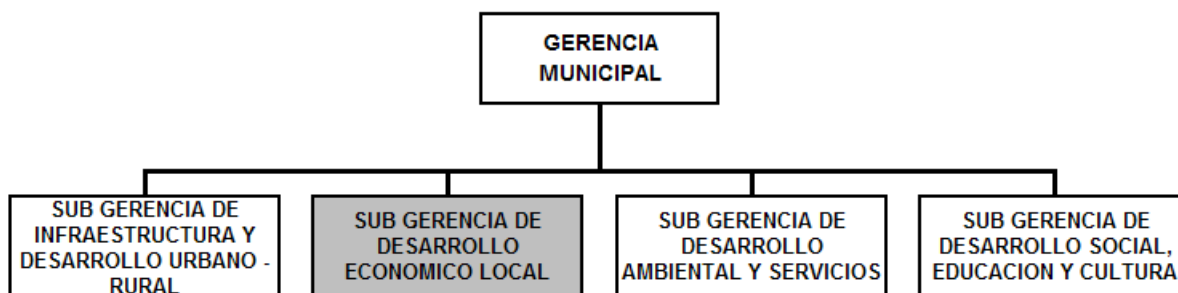 GERENCIA
MUNICIPAL
SUB GERENCIA DE
INFRAESTRUCTURA Y
DESARROLLO URBANO -
RURAL
SUB GERENCIA DE
DESARROLLO
ECONOMICO LOCAL
SUB GERENCIA DE
DESARROLLO
AMBIENTAL Y SERVICIOS
SUB GERENCIA DE
DESARROLLO SOCIAL,
EDUCACION Y CULTURA